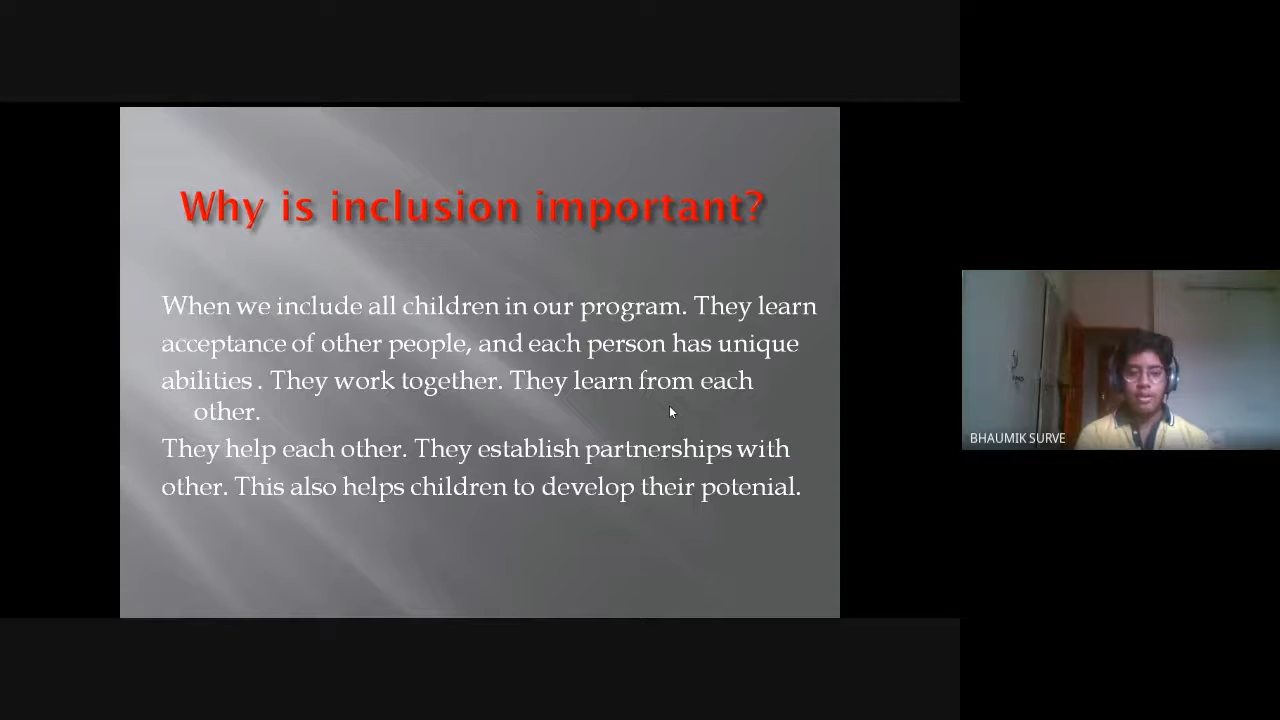 Why is inclusion important?
When we include all children in our program. They learn
acceptance of other people, and each person has unique
abilities . They work together. They learn from each
other.
They help each other. They establish partnerships with
other. This also helps children to develop their potenial.
BHAUMIK SURVE